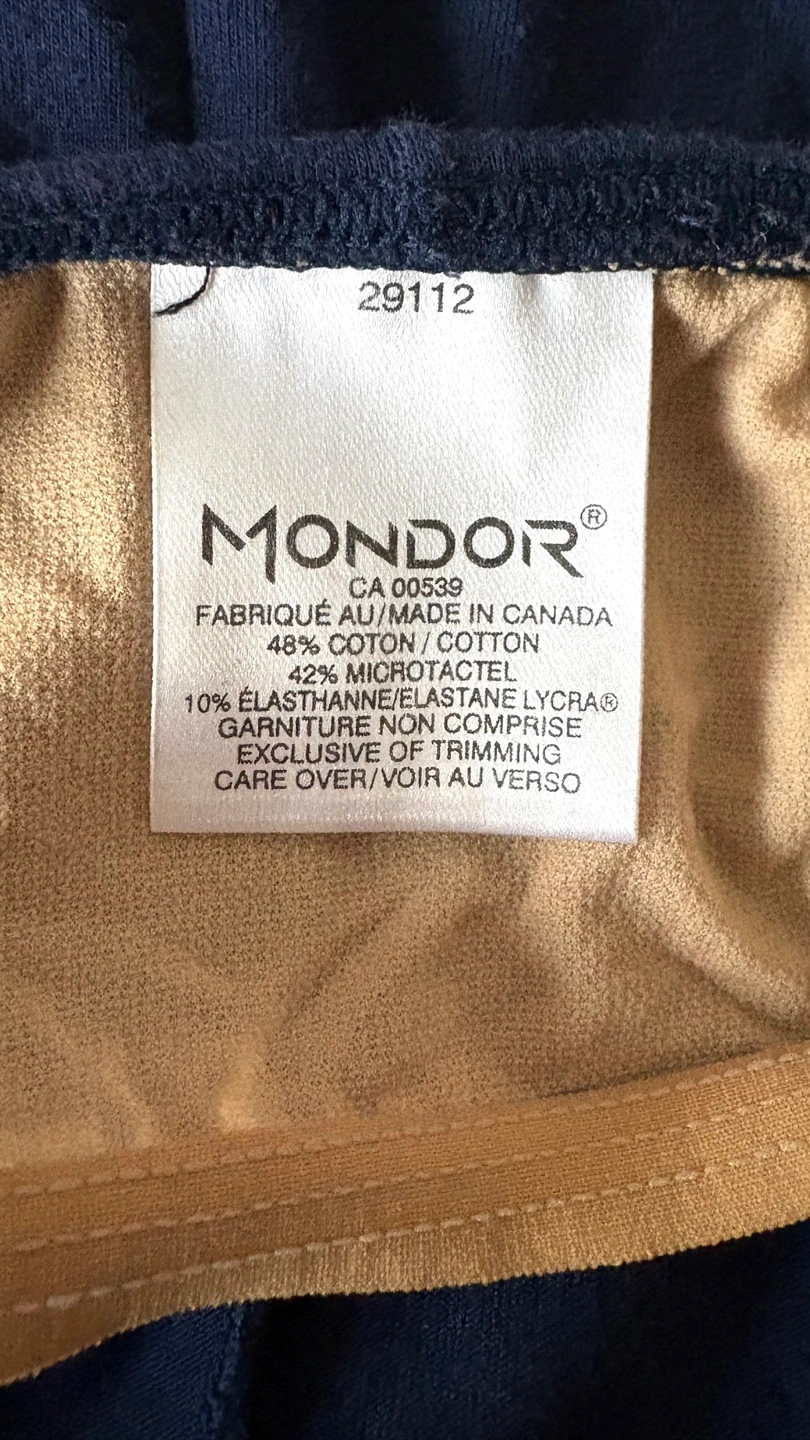 29112
MONDOR®
CA 00539
FABRIQUÉ AU/MADE IN CANADA
48% COTON / COTTON
42% MICROTACTEL
10% ÉLASTHANNE/ELASTANE LYCRA®
GARNITURE NON COMPRISE
EXCLUSIVE OF TRIMMING
CARE OVER/VOIR AU VERSO